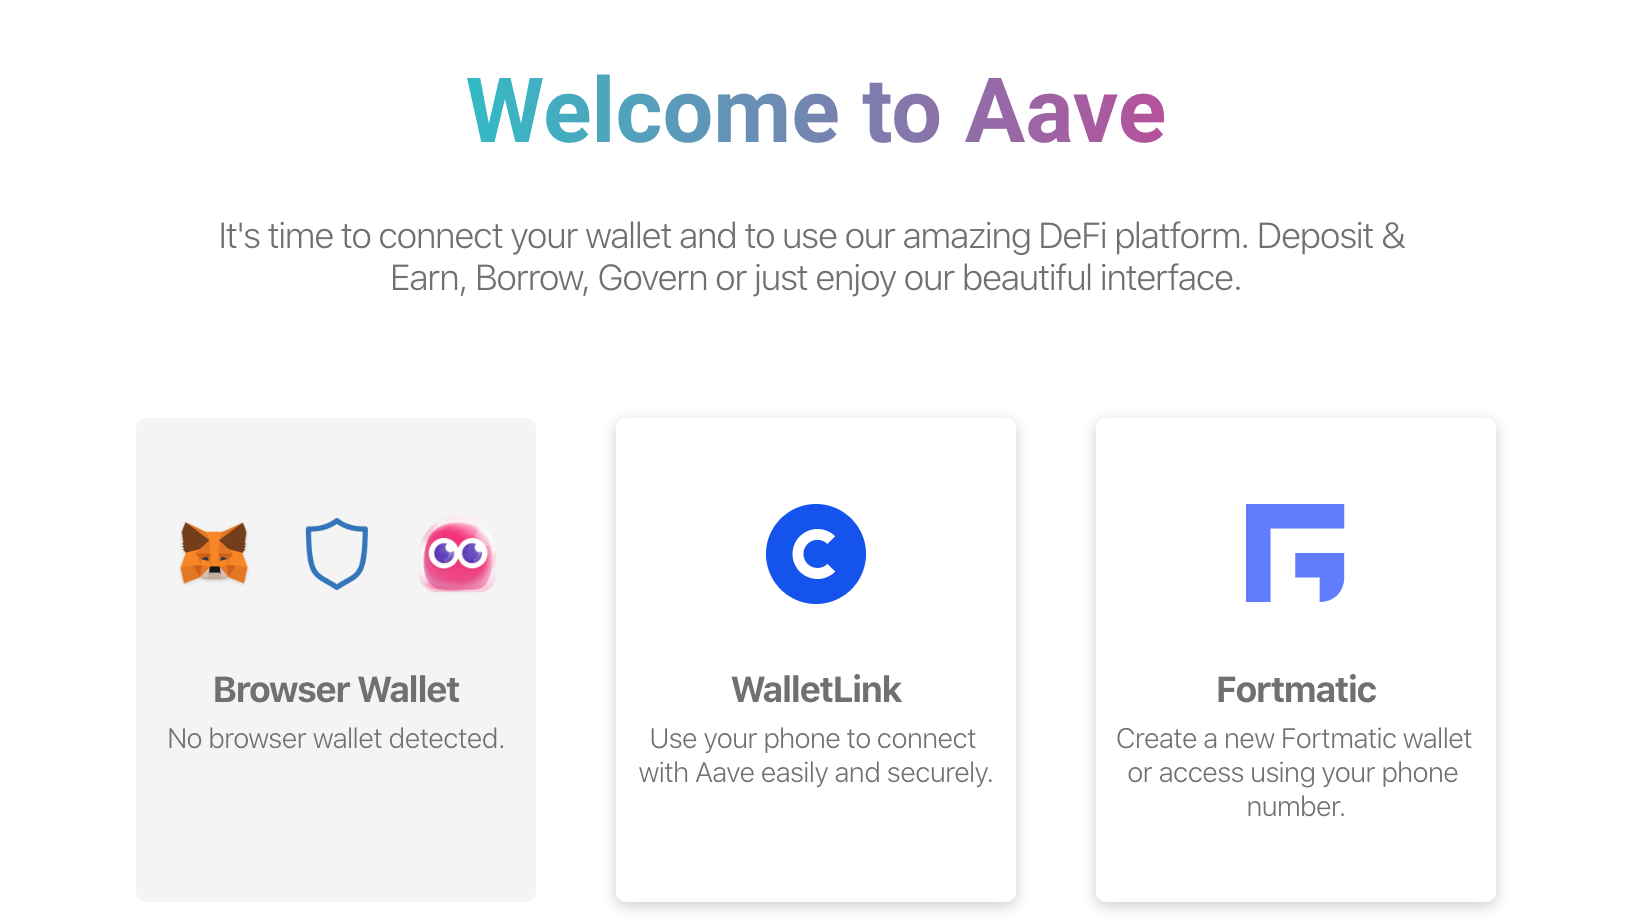 Welcome to Aave
It's time to connect your wallet and to use our amazing DeFi platform. Deposit &
Earn, Borrow, Govern or just enjoy our beautiful interface.
Browser Wallet
No browser wallet detected.
WalletLink
Use your phone to connect
with Aave easily and securely.
Fortmatic
Create a new Fortmatic wallet
or access using your phone
number.